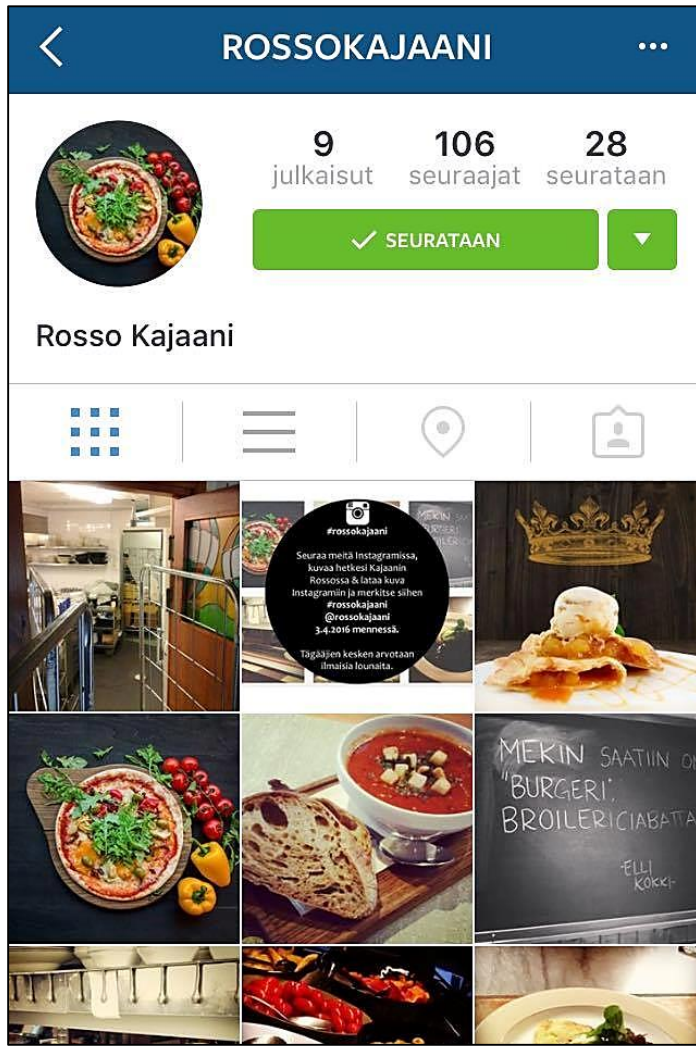 ROSSOKAJAANI
9 106 28
julkaisut seuraajat seurataan
SEURATAAN
Rosso Kajaani
#rossokajaani
Seuraa meitä Instagramissa,
kuvaa hetkesi Kajaanin
Rossossa & lataa kuva
Instagramiin ja merkitse siihen
#rossokajaani
@rossokajaani
3.4.2016 mennessä.
Tägääjien kesken arvotaan
ilmaisia lounaita.
MEKIN SAATIIN
"BURGERI",
BROILERICIABATTA
-ELLI
KOKKI-